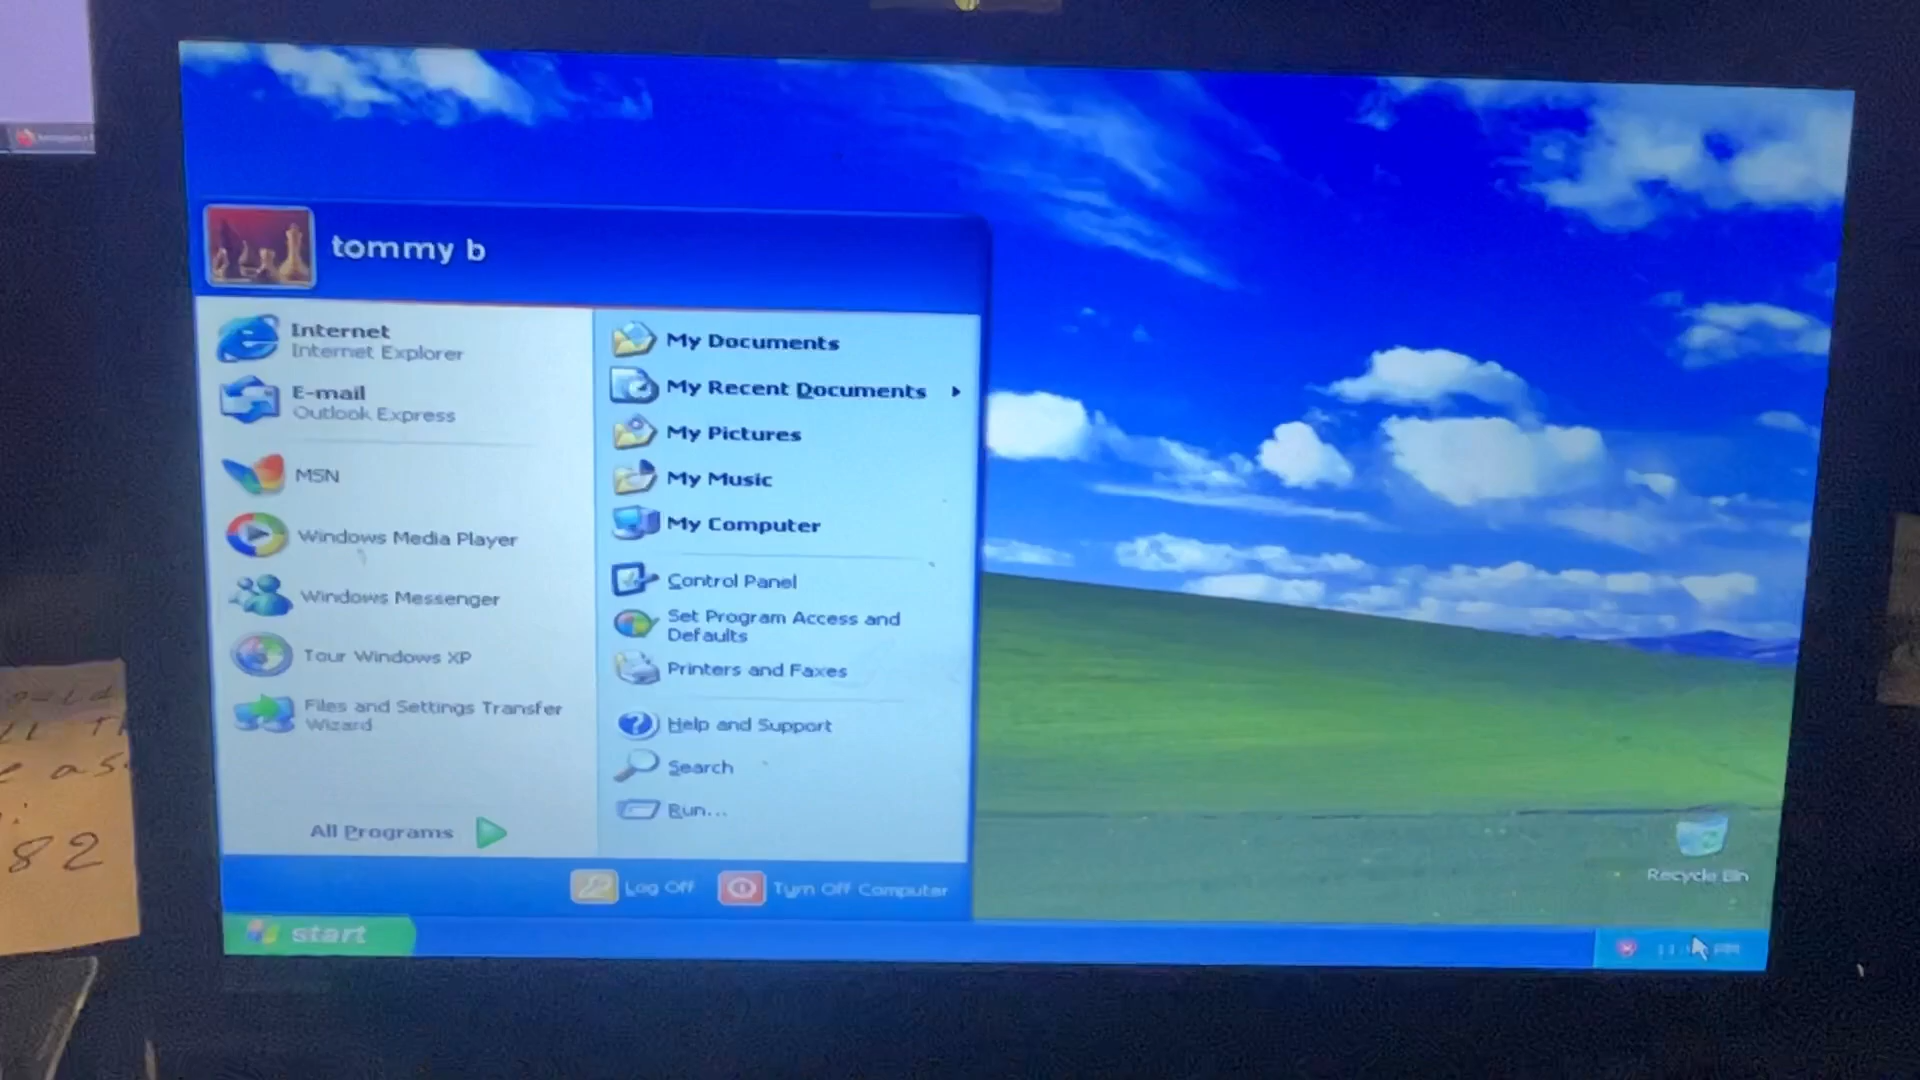 tommy b
Internet
Internet Explorer
E-mail
Outlook Express
MSN
Windows Media Player
Windows Messenger
Tour Windows XP
Files and Settings Transfer
Wizard
All Programs
My Documents
My Recent Documents
My Pictures
My Music
My Computer
Control Panel
Set Program Access and
Defaults
Printers and Faxes
Help and Support
Search
Run...
Log Off
Turn Off Computer
Recycle Bin
start
PM
as
82